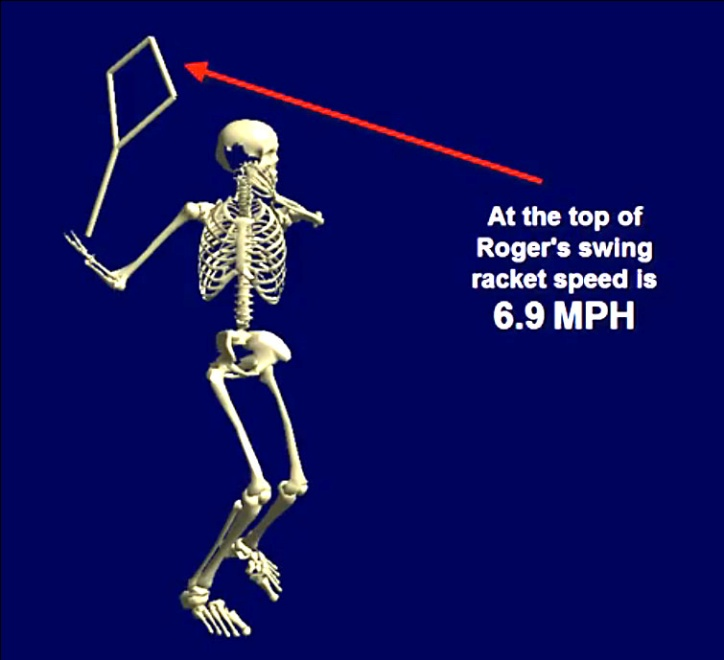 At the top of
Roger's swing
racket speed is
6.9 MPH